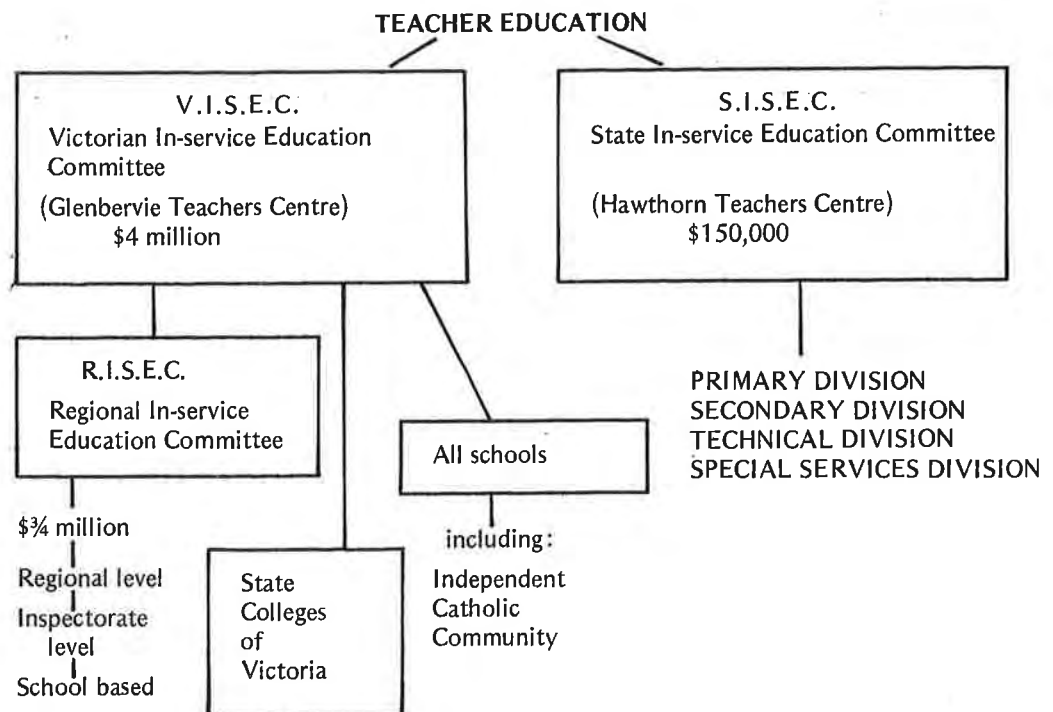 TEACHER EDUCATION
V.I.S.E.C.
Victorian In-service Education
Committee
(Glenbervie Teachers Centre)
$4 million
S.I.S.E.C.
State In-service Education Committee
(Hawthorn Teachers Centre)
$150,000
R.I.S.E.C.
Regional In-service
Education Committee
$¾ million
Regional level
Inspectorate
level
School based
State
Colleges
of
Victoria
All schools
including:
Independent
Catholic
Community
PRIMARY DIVISION
SECONDARY DIVISION
TECHNICAL DIVISION
SPECIAL SERVICES DIVISION